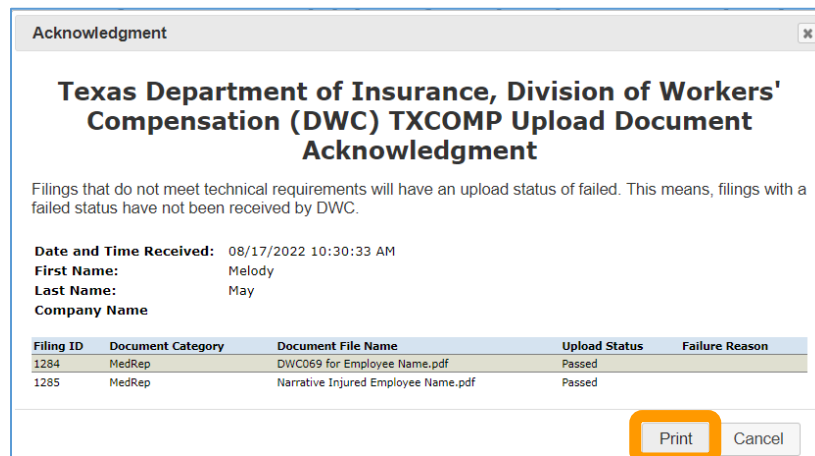 Acknowledgment
x
Texas Department of Insurance, Division of Workers'
Compensation (DWC) TXCOMP Upload Document
Acknowledgment
Filings that do not meet technical requirements will have an upload status of failed. This means, filings with a
failed status have not been received by DWC.
Date and Time Received: 08/17/2022 10:30:33 AM
First Name: Melody
Last Name: May
Company Name
Filing ID Document Category Document File Name Upload Status Failure Reason
1284 MedRep DWC069 for Employee Name.pdf Passed
1285 MedRep Narrative Injured Employee Name.pdf Passed
Print Cancel